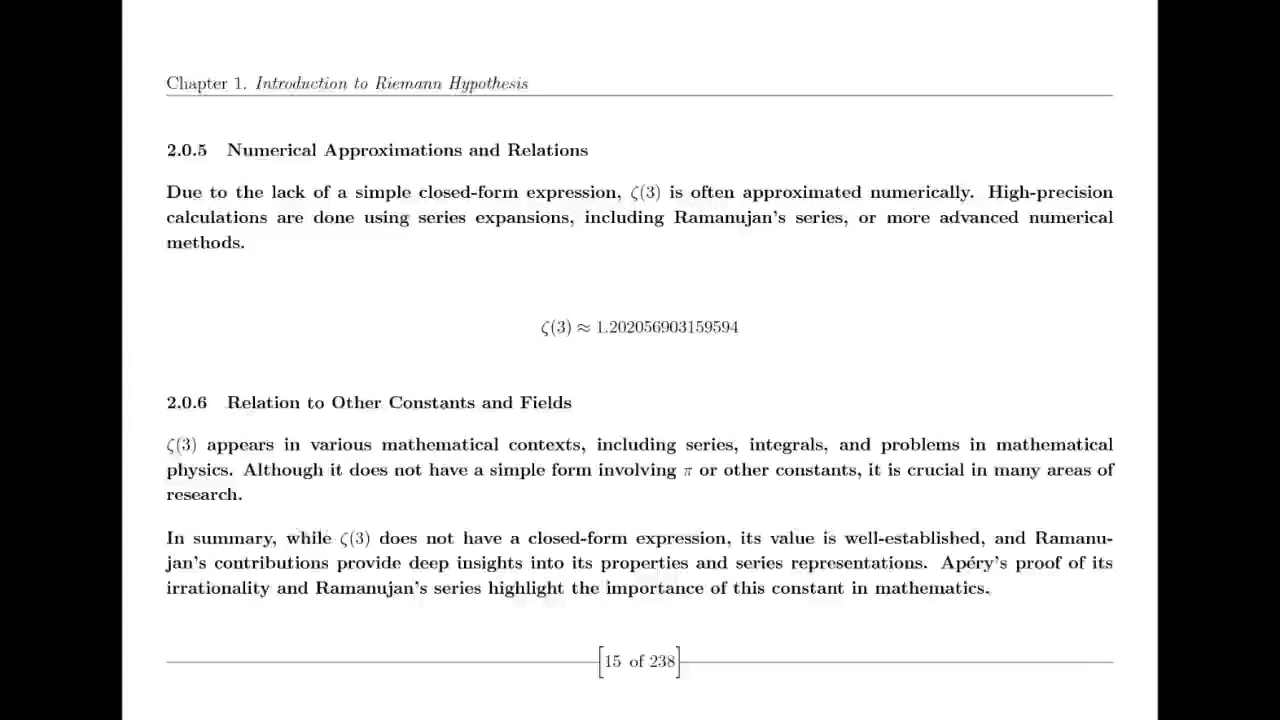 Chapter 1. Introduction to Riemann Hypothesis
2.0.5 Numerical Approximations and Relations
Due to the lack of a simple closed-form expression, ζ(3) is often approximated numerically. High-precision
calculations are done using series expansions, including Ramanujan's series, or more advanced numerical
methods.
ζ(3) ≈ 1.202056903159594
2.0.6 Relation to Other Constants and Fields
ζ(3) appears in various mathematical contexts, including series, integrals, and problems in mathematical
physics. Although it does not have a simple form involving π or other constants, it is crucial in many areas of
research.
In summary, while ζ(3) does not have a closed-form expression, its value is well-established, and Ramanu-
jan's contributions provide deep insights into its properties and series representations. Apéry's proof of its
irrationality and Ramanujan's series highlight the importance of this constant in mathematics.
[15 of 238]